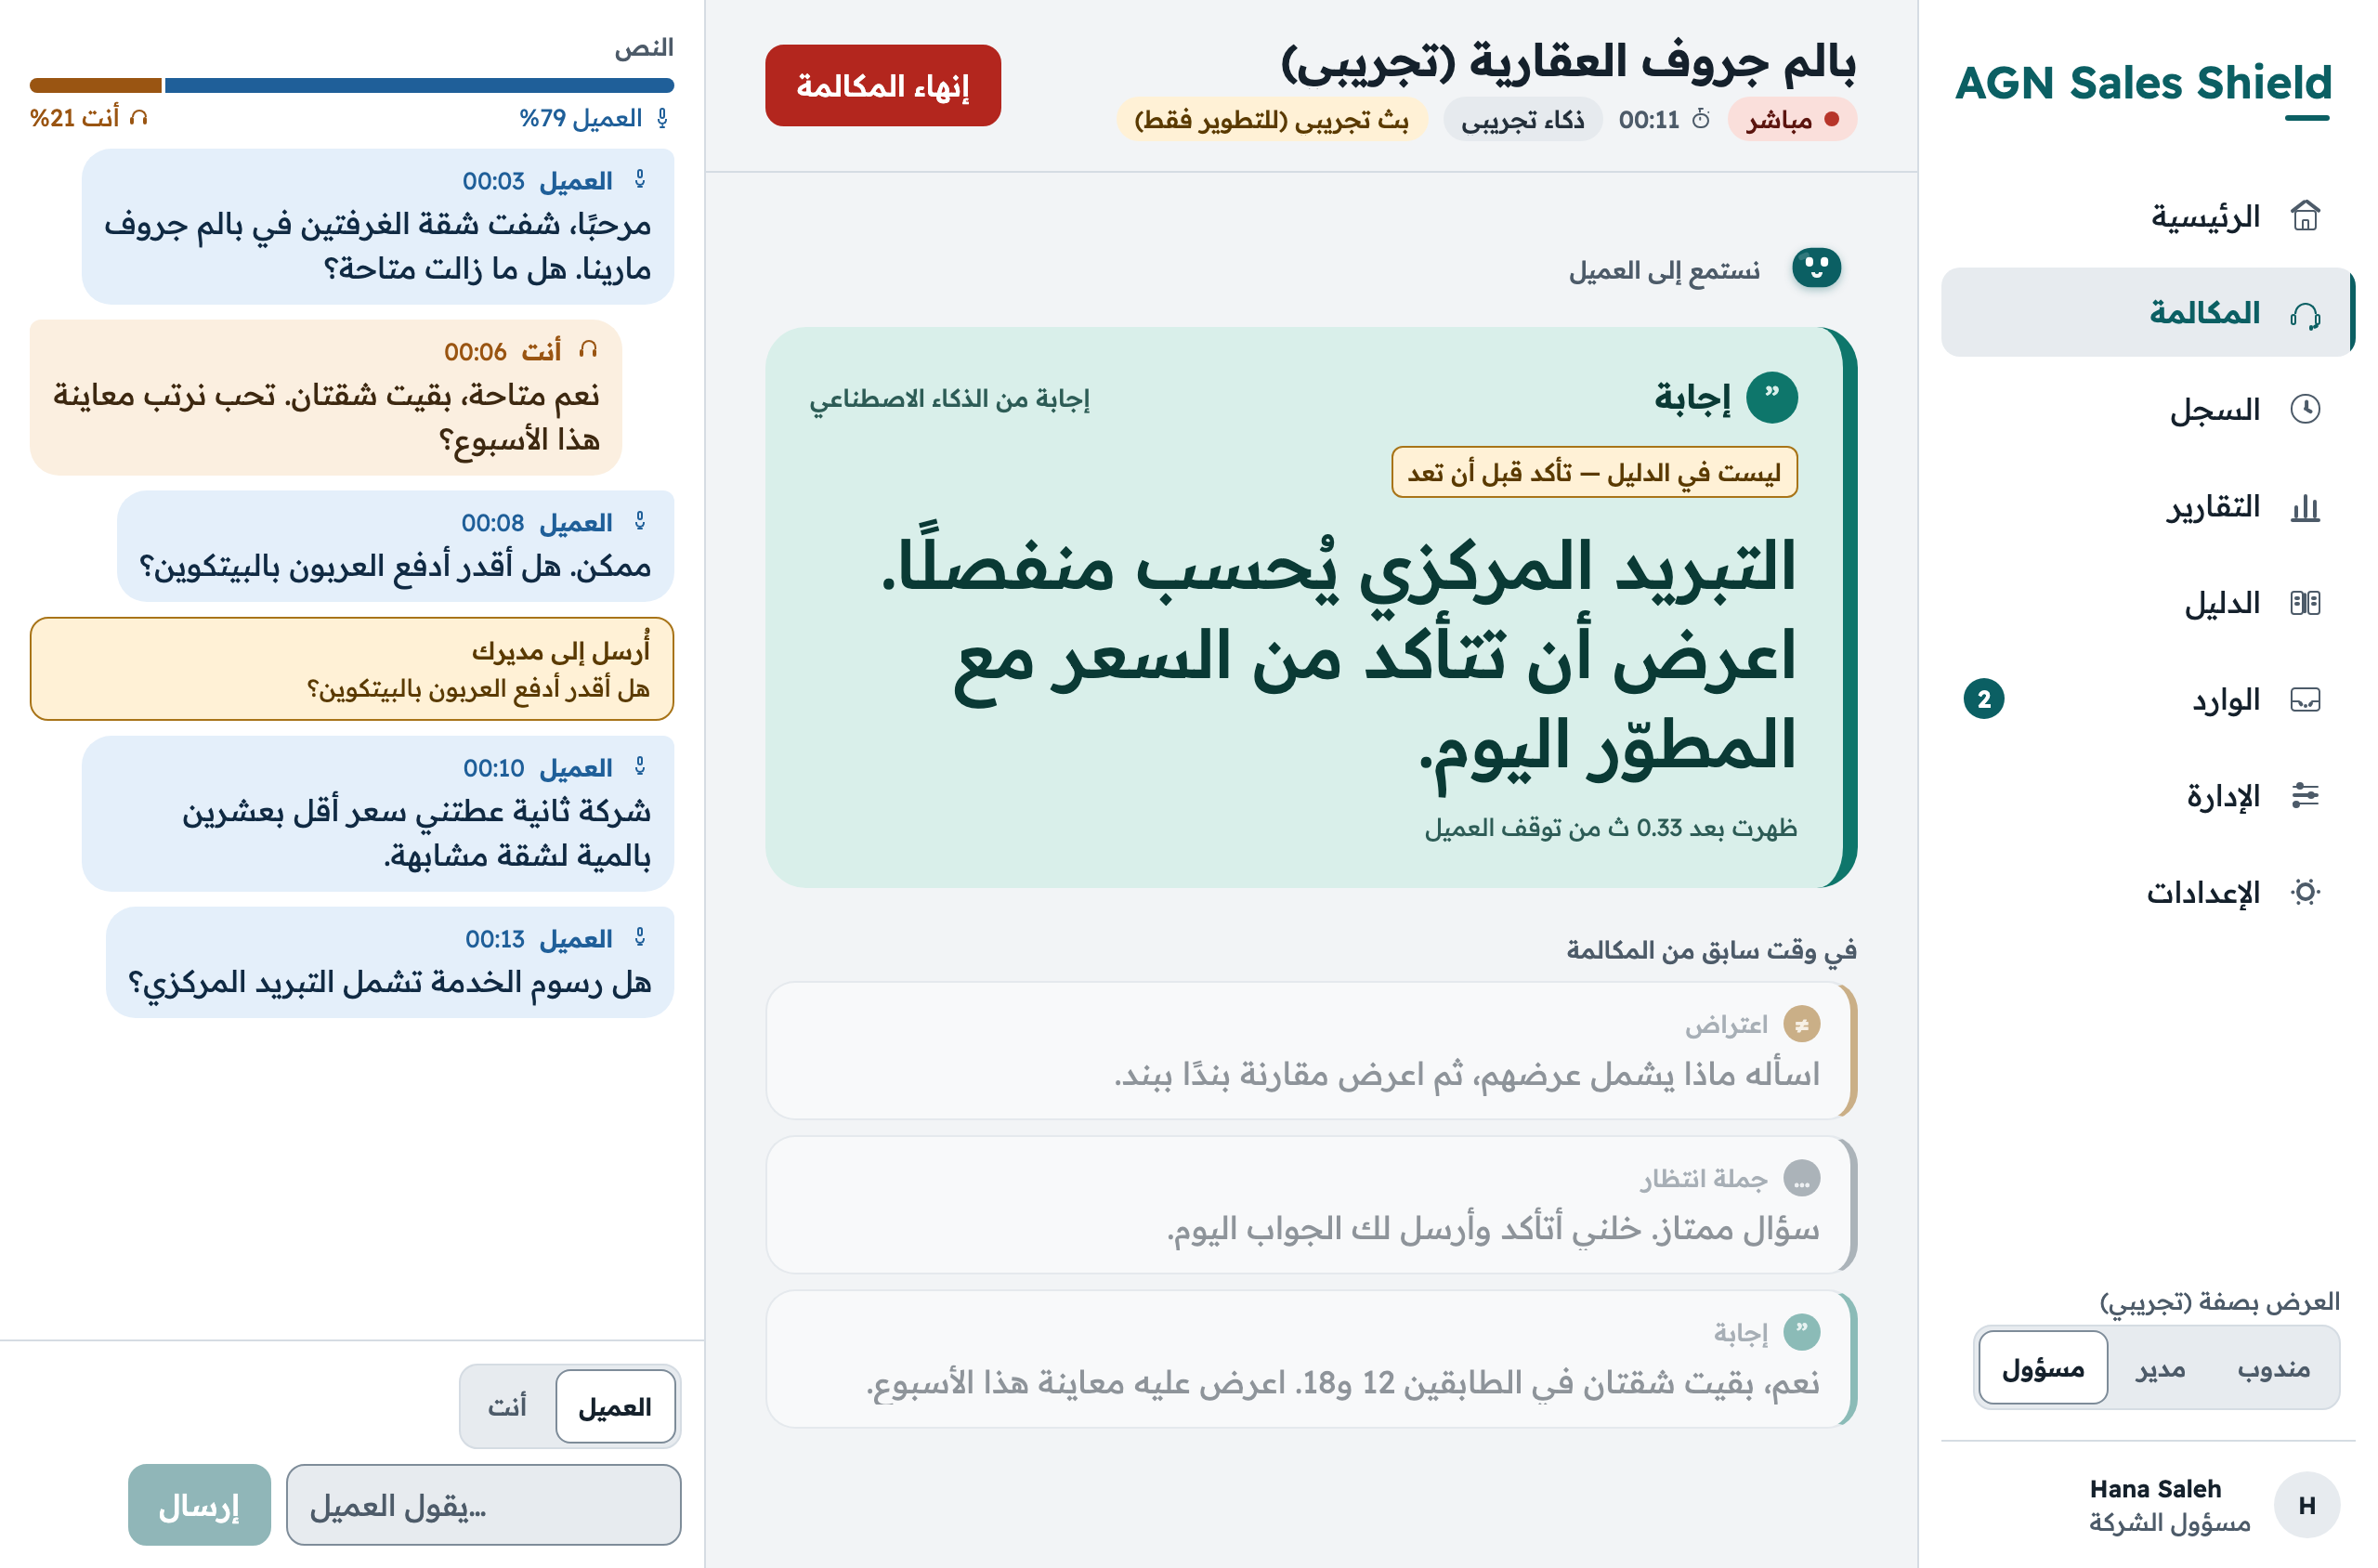 AGN Sales Shield
الرئيسية
المكالمة
السجل
التقارير
الدليل
الوارد
2
الإدارة
الإعدادات
العرض بصفة (تجريبي)
مندوب
مدير
مسؤول
H
Hana Saleh
مسؤول الشركة
بالم جروف العقارية (تجريبي)
مباشر
00:11
ذكاء تجريبي
بث تجريبي (للتطوير فقط)
إنهاء المكالمة
نستمع إلى العميل
إجابة
إجابة من الذكاء الاصطناعي
ليست في الدليل — تأكد قبل أن تعد
التبريد المركزي يُحسب منفصلًا.
اعرض أن تتأكد من السعر مع
المطوّر اليوم.
ظهرت بعد 0.33 ث من توقف العميل
في وقت سابق من المكالمة
≠ اعتراض
اسأله ماذا يشمل عرضهم، ثم اعرض مقارنة بندًا ببند.
... جملة انتظار
سؤال ممتاز. خلني أتأكد وأرسل لك الجواب اليوم.
إجابة
نعم، بقيت شقتان في الطابقين 12 و18. اعرض عليه معاينة هذا الأسبوع.
النص
العميل 79%
أنت 21%
العميل 00:03
مرحبًا، شفت شقة الغرفتين في بالم جروف
مارينا. هل ما زالت متاحة؟
أنت 00:06
نعم متاحة، بقيت شقتان. تحب نرتب معاينة
هذا الأسبوع؟
العميل 00:08
ممكن. هل أقدر أدفع العربون بالبيتكوين؟
أُرسل إلى مديرك
هل أقدر أدفع العربون بالبيتكوين؟
العميل 00:10
شركة ثانية عطتني سعر أقل بعشرين
بالمية لشقة مشابهة.
العميل 00:13
هل رسوم الخدمة تشمل التبريد المركزي؟
العميل
أنت
يقول العميل...
إرسال